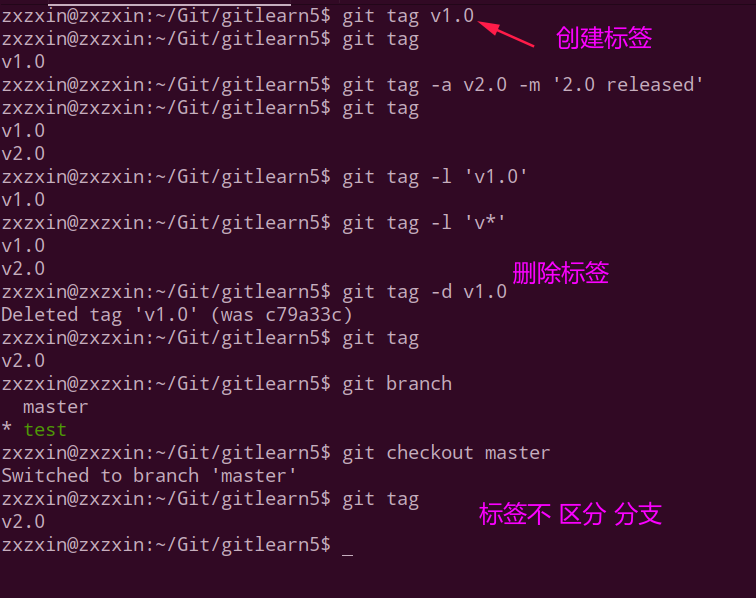 zxzxin@zxzxin:~/Git/gitlearn5$ git tag v1.0
创建标签
zxzxin@zxzxin:~/Git/gitlearn5$ git tag
v1.0
zxzxin@zxzxin:~/Git/gitlearn5$ git tag -a v2.0 -m '2.0 released'
zxzxin@zxzxin:~/Git/gitlearn5$ git tag
v1.0
v2.0
zxzxin@zxzxin:~/Git/gitlearn5$ git tag -l 'v1.0'
v1.0
zxzxin@zxzxin:~/Git/gitlearn5$ git tag -l 'v*'
v1.0
v2.0
删除标签
zxzxin@zxzxin:~/Git/gitlearn5$ git tag -d v1.0
Deleted tag 'v1.0' (was c79a33c)
zxzxin@zxzxin:~/Git/gitlearn5$ git tag
v2.0
zxzxin@zxzxin:~/Git/gitlearn5$ git branch
  master
* test
zxzxin@zxzxin:~/Git/gitlearn5$ git checkout master
Switched to branch 'master'
zxzxin@zxzxin:~/Git/gitlearn5$ git tag
标签不 区分 分支
v2.0
zxzxin@zxzxin:~/Git/gitlearn5$ _